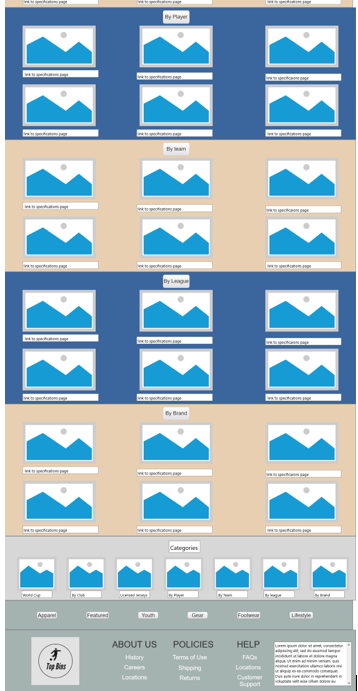 By Player
link to specifications page
link to specifications page
link to specifications page
link to specifications page
link to specifications page
link to specifications page
By team
link to specifications page
link to specifications page
link to specifications page
link to specifications page
link to specifications page
link to specifications page
By League
link to specifications page
link to specifications page
link to specifications page
link to specifications page
link to specifications page
link to specifications page
By Brand
link to specifications page
link to specifications page
link to specifications page
link to specifications page
link to specifications page
link to specifications page
Categories
World Cup
By Club
Licensed Jerseys
By Player
By Team
By league
By Brand
Apparel
Featured
Youth
Gear
Footwear
Lifestyle
Top Bins
ABOUT US
History
Careers
Locations
POLICIES
Terms of Use
Shipping
Returns
HELP
FAQs
Locations
Customer
Support
Lorem ipsum dolor sit amet, consectetur
adipiscing elit, sed do eiusmod tempor
incididunt ut labore et dolore magna
aliqua. Ut enim ad minim veniam, quis
nostrud exercitation ullamco laboris nisi
ut aliquip ex ea commodo consequat.
Duis aute irure dolor in reprehenderit in
voluptate velit esse cillum dolore eu